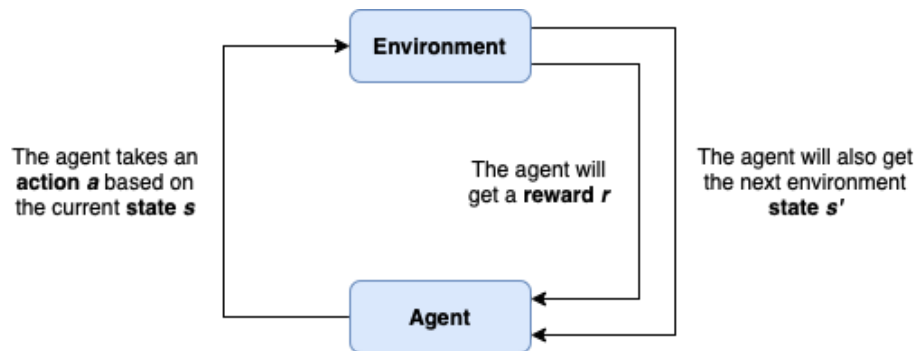 Environment
The agent takes an
action a based on
the current state s
The agent will
get a reward r
The agent will also get
the next environment
state s'
Agent